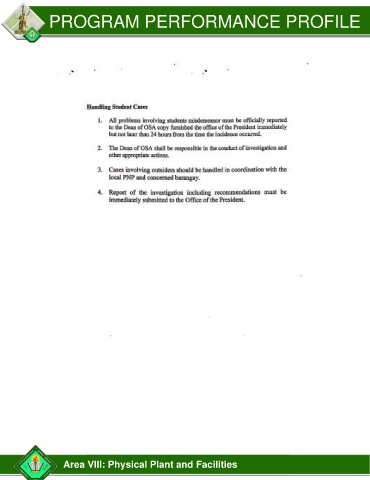 PROGRAM PERFORMANCE PROFILE
Handling Student Cases
1. All problems involving students misdemeanor must be officially reported
to the Dean of OSA copy furnished the office of the President immediately
but not later than 24 hours from the time the incidence occurred.
2. The Dean of OSA shall be responsible in the conduct of investigation and
other appropriate actions.
3. Cases involving outsiders should be handled in coordination with the
local PNP and concerned barangay.
4. Report of the investigation including recommendations must be
immediately submitted to the Office of the President.
Area VIII: Physical Plant and Facilities